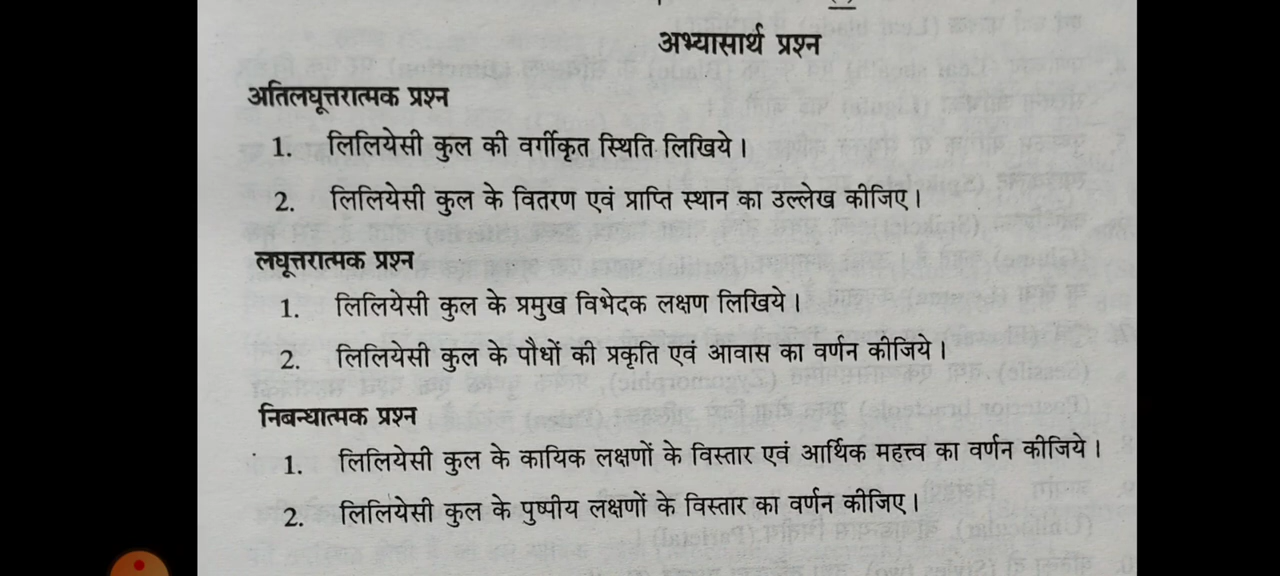 अभ्यासार्थ प्रश्न
अतिलघूत्तरात्मक प्रश्न
1. लिलियेसी कुल की वर्गीकृत स्थिति लिखिये।
2. लिलियेसी कुल के वितरण एवं प्राप्ति स्थान का उल्लेख कीजिए।
लघूत्तरात्मक प्रश्न
1. लिलियेसी कुल के प्रमुख विभेदक लक्षण लिखिये।
2. लिलियेसी कुल के पौधों की प्रकृति एवं आवास का वर्णन कीजिये।
निबन्धात्मक प्रश्न
1. लिलियेसी कुल के कायिक लक्षणों के विस्तार एवं आर्थिक महत्त्व का वर्णन कीजिये।
2. लिलियेसी कुल के पुष्पीय लक्षणों के विस्तार का वर्णन कीजिए।